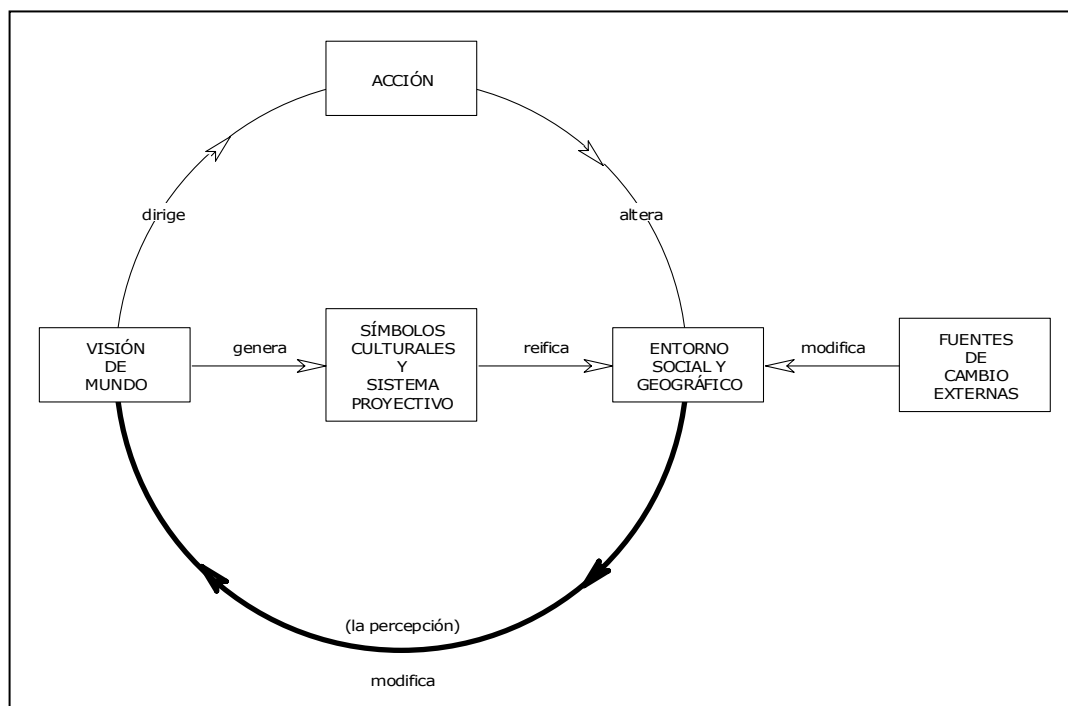 ACCIÓN
dirige
altera
VISIÓN
DE
MUNDO
genera
SÍMBOLOS
CULTURALES
Y
SISTEMA
PROYECTIVO
reifica
ENTORNO
SOCIAL Y
GEOGRÁFICO
modifica
FUENTES
DE
CAMBIO
EXTERNAS
(la percepción)
modifica